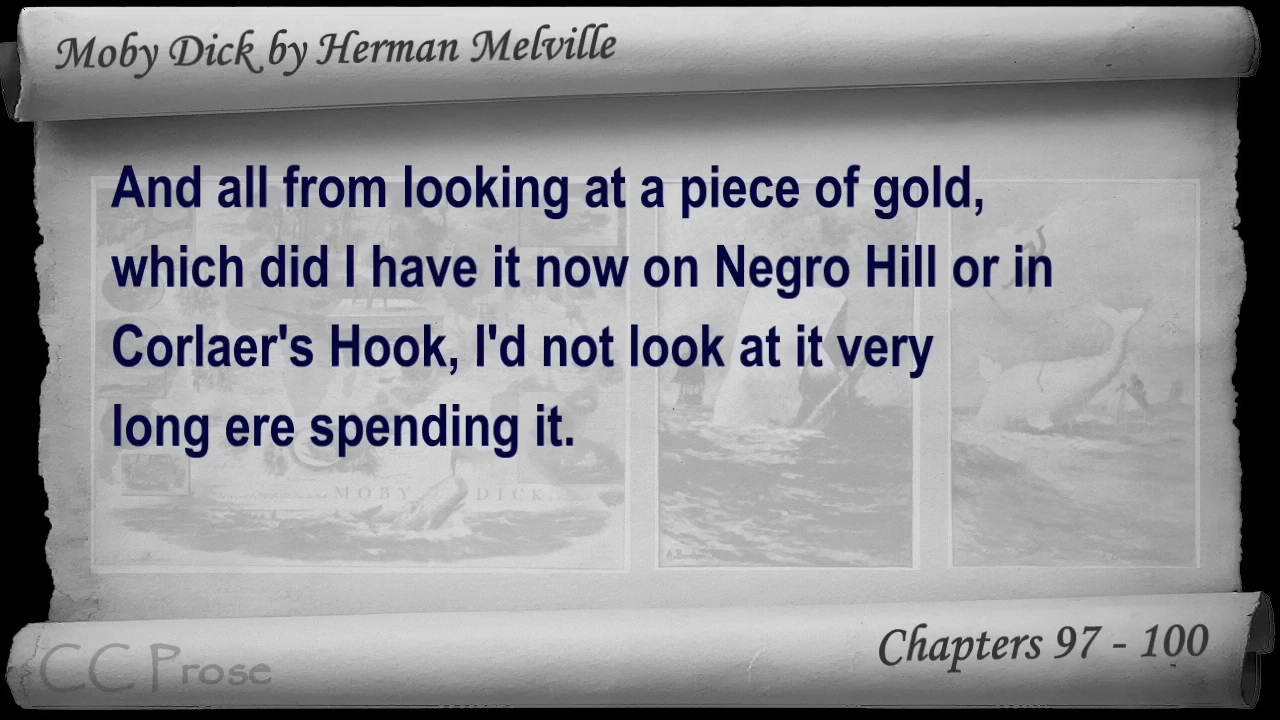 Moby Dick by Herman Melville
And all from looking at a piece of gold,
which did I have it now on Negro Hill or in
Corlaer's Hook, I'd not look at it very
long ere spending it.
MOBY DICK
Chapters 97 - 100
CC Prose